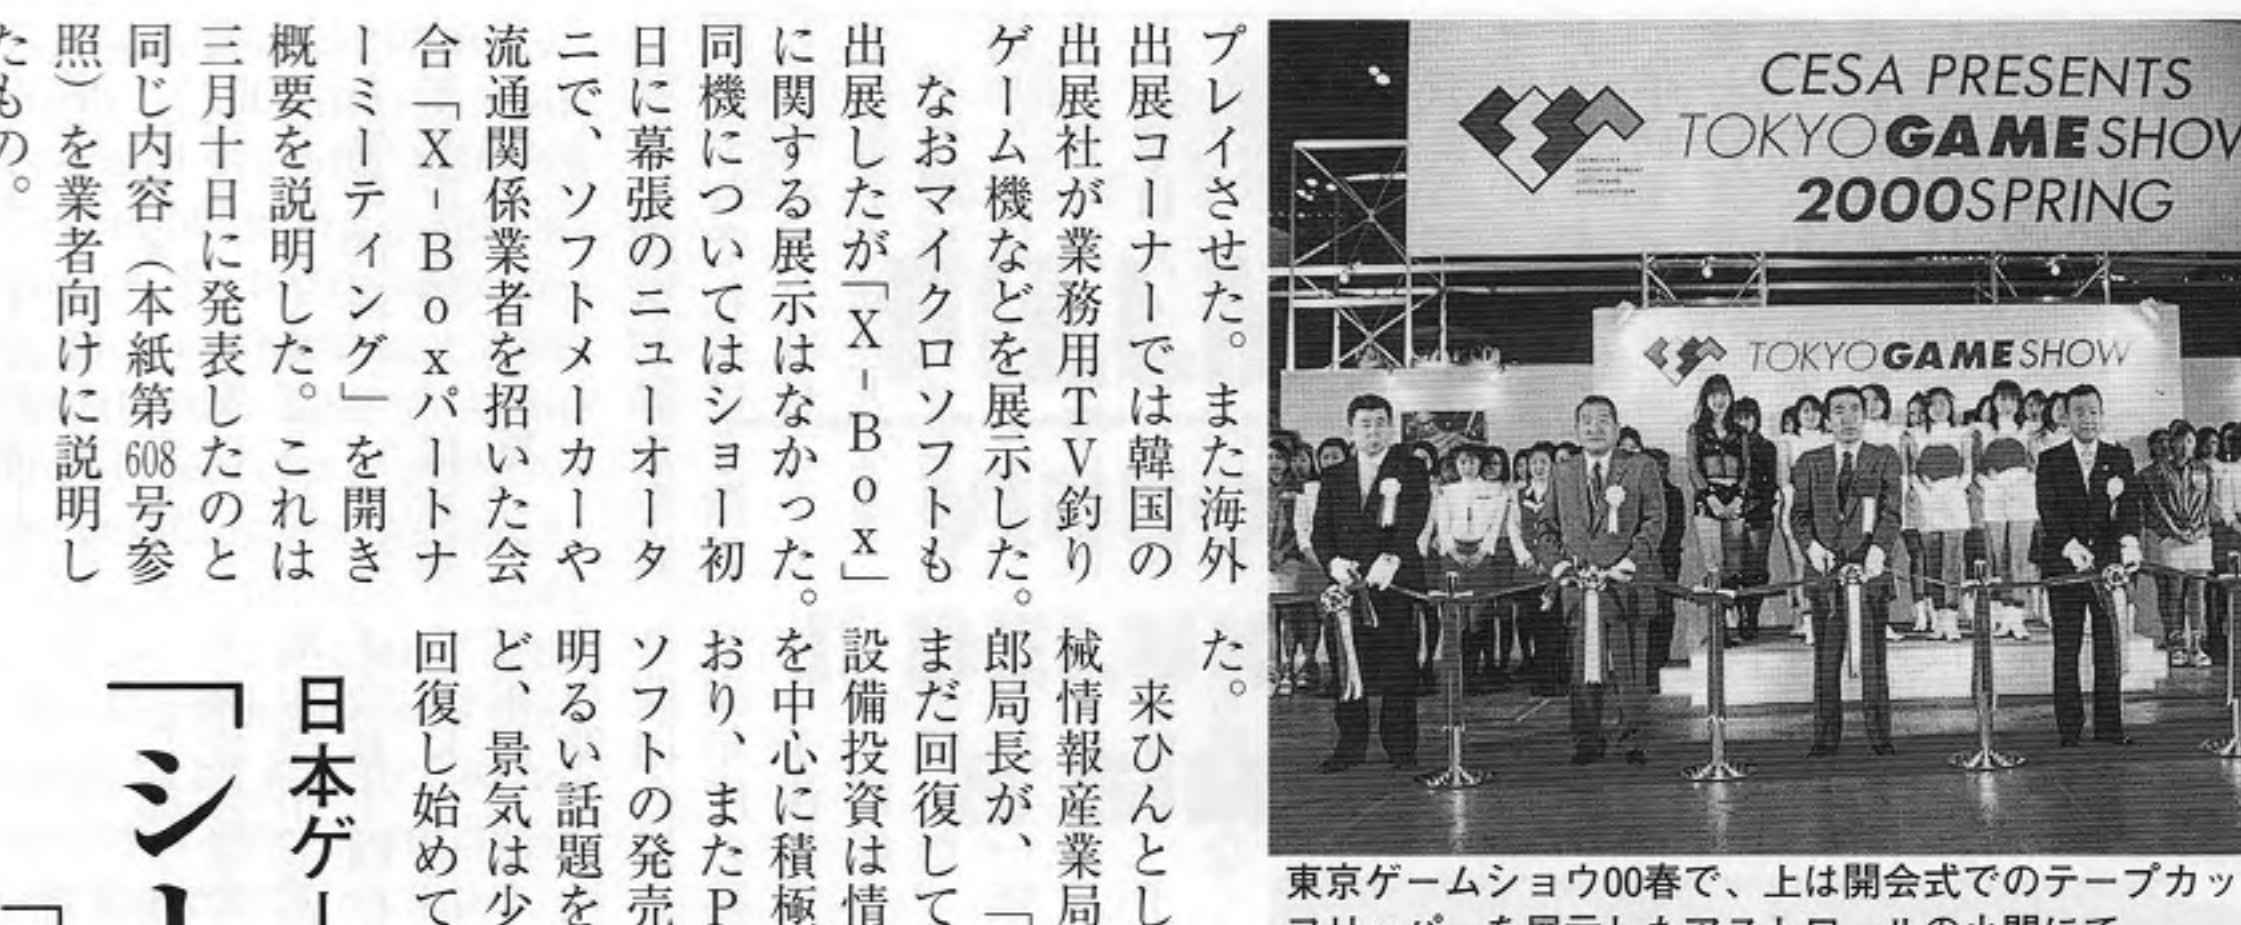 プレイさせた。また海外
出展コーナーでは韓国の
出展社が業務用TV釣り
ゲーム機などを展示した。
なおマイクロソフトも
出展したが「X-Box」
に関する展示はなかった。
同機についてはショー初
日に幕張のニューオータ
ニで、ソフトメーカーや
流通関係業者を招いた会
合「X-Boxパートナ
ーミーティング」を開き
概要を説明した。これは
三月十日に発表したのと
同じ内容（本紙第608号参
照）を業者向けに説明し
たもの。
た。
来ひんとし
械情報産業局
郎局長が、「
まだ回復して
設備投資は情
を中心に積極
おり、またP
ソフトの発売
明るい話題を
ど、景気は少
回復し始めて
日本ゲー
「シー
CESA PRESENTS
TOKYO GAME SHOW
2000 SPRING
TOKYO GAME SHOW
東京ゲームショウ00春で、上は開会式でのテープカッ